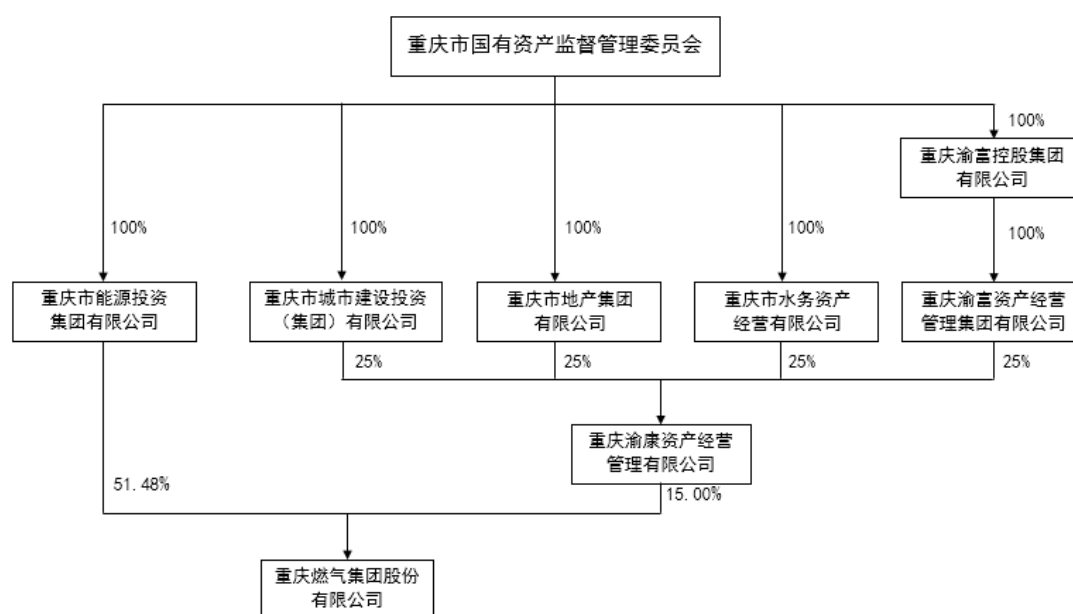 重庆市国有资产监督管理委员会
100%
重庆渝富控股集团
有限公司
100%
100%
100%
100%
100%
重庆市能源投资
集团有限公司
重庆市城市建设投资
（集团）有限公司
重庆市地产集团
有限公司
重庆市水务资产
经营有限公司
重庆渝富资产经营
管理集团有限公司
25%
25%
25%
25%
重庆渝康资产经营
管理有限公司
51.48%
15.00%
重庆燃气集团股份
有限公司